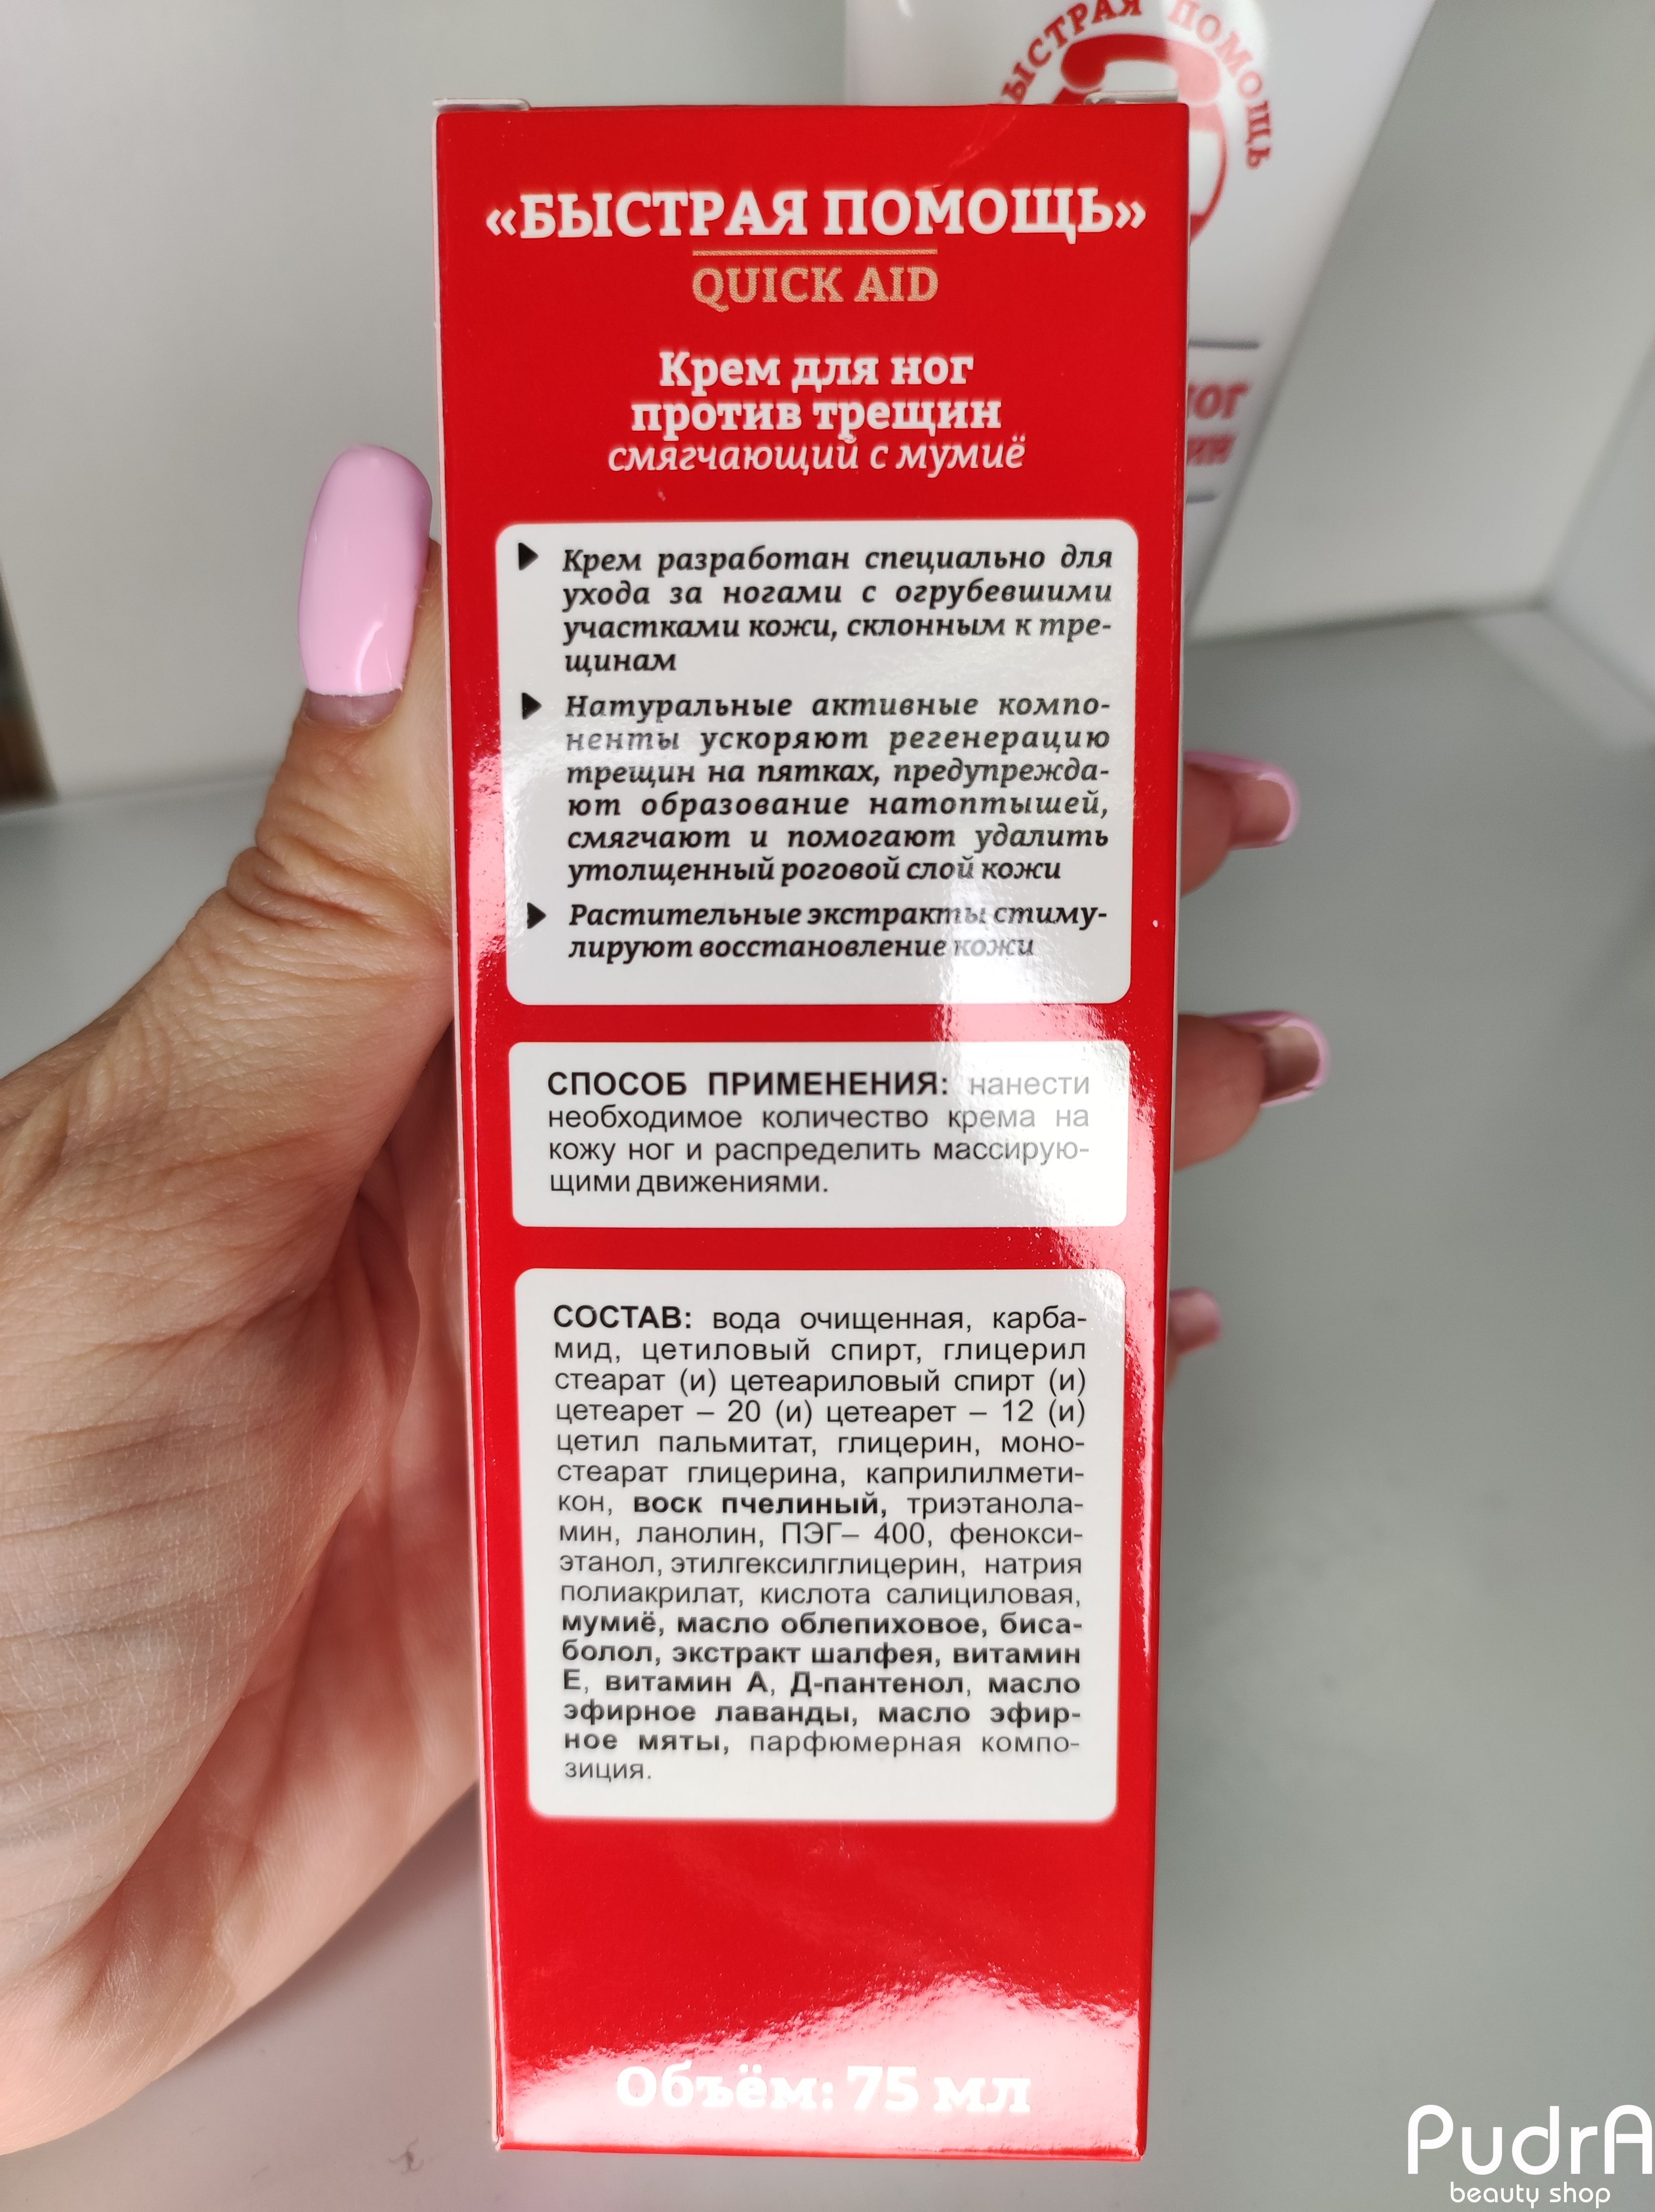 БЫСТРАЯ ПОМОЩЬ
«БЫСТРАЯ ПОМОЩЬ»
QUICK AID
Крем для ног
против трещин
смягчающий с мумиё
Крем разработан специально для
ухода за ногами с огрубевшими
участками кожи, склонным к тре-
щинам
Натуральные активные компо-
ненты ускоряют регенерацию
трещин на пятках, предупрежда-
ют образование натоптышей,
смягчают и помогают удалить
утолщенный роговой слой кожи
Растительные экстракты стиму-
лируют восстановление кожи
СПОСОБ ПРИМЕНЕНИЯ: нанести
необходимое количество крема на
кожу ног и распределить массирую-
щими движениями.
СОСТАВ: вода очищенная, карба-
мид, цетиловый спирт, глицерил
стеарат (и) цетеариловый спирт (и)
цетеарет – 20 (и) цетеарет – 12 (и)
цетил пальмитат, глицерин, моно-
стеарат глицерина, каприлилмети-
кон, воск пчелиный, триэтанола-
мин, ланолин, ПЭГ– 400, фенокси-
этанол, этилгексилглицерин, натрия
полиакрилат, кислота салициловая,
мумиё, масло облепиховое, биса-
болол, экстракт шалфея, витамин
Е, витамин А, Д-пантенол, масло
эфирное лаванды, масло эфир-
ное мяты, парфюмерная компо-
зиция.
Объём: 75 мл
PudrA
beauty shop